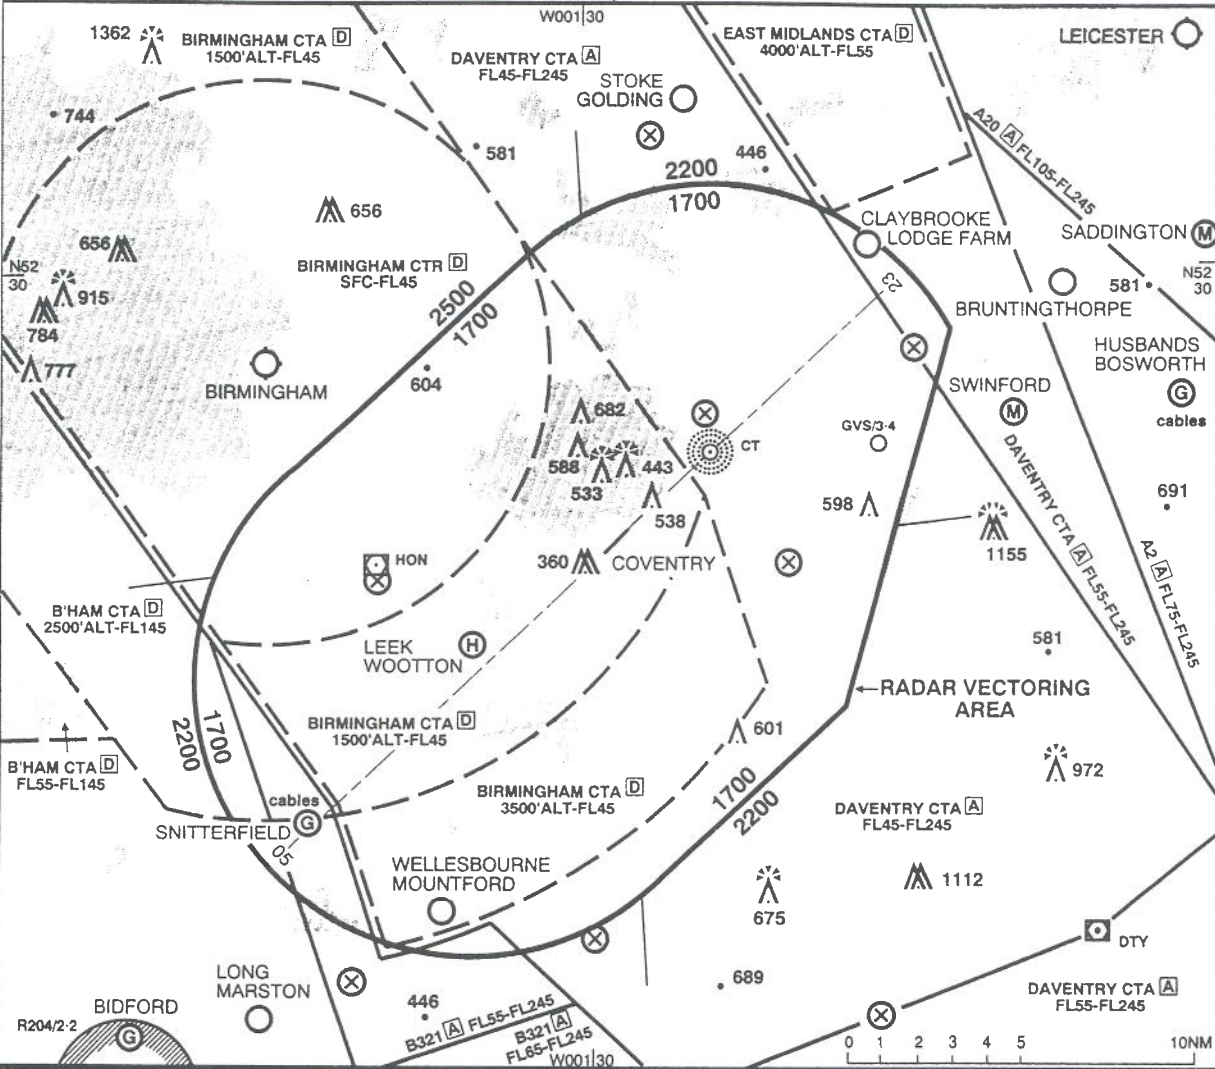 W001|30
1362
BIRMINGHAM CTA D
1500'ALT-FL45
DAVENTRY CTA A
FL45-FL245
EAST MIDLANDS CTA D
4000'ALT-FL55
LEICESTER
STOKE
GOLDING
744
581
446
A20 A FL105-FL245
2200
1700
656
CLAYBROOKE
LODGE FARM
SADDINGTON M
656
N52
30
BIRMINGHAM CTR D
SFC-FL45
23
N52
30
581
915
BRUNTINGTHORPE
784
2500
1700
777
HUSBANDS
BOSWORTH
G
cables
BIRMINGHAM
604
SWINFORD
M
682
GVS/3·4
CT
588
443
533
538
598
691
DAVENTRY CTA A FL55-FL245
1155
A2 A FL75-FL245
HON
360
COVENTRY
B'HAM CTA D
2500'ALT-FL145
LEEK
WOOTTON H
581
RADAR VECTORING
AREA
1700
2200
BIRMINGHAM CTA D
1500'ALT-FL45
601
B'HAM CTA D
FL55-FL145
972
BIRMINGHAM CTA D
3500'ALT-FL45
1700
2200
cables
SNITTERFIELD G
DAVENTRY CTA A
FL45-FL245
05
WELLESBOURNE
MOUNTFORD
675
1112
DTY
LONG
MARSTON
689
446
BIDFORD
G
R204/2·2
B321 A FL55-FL245
B321 A
FL65-FL245
DAVENTRY CTA A
FL55-FL245
W001|30
0 1 2 3 4 5 10NM